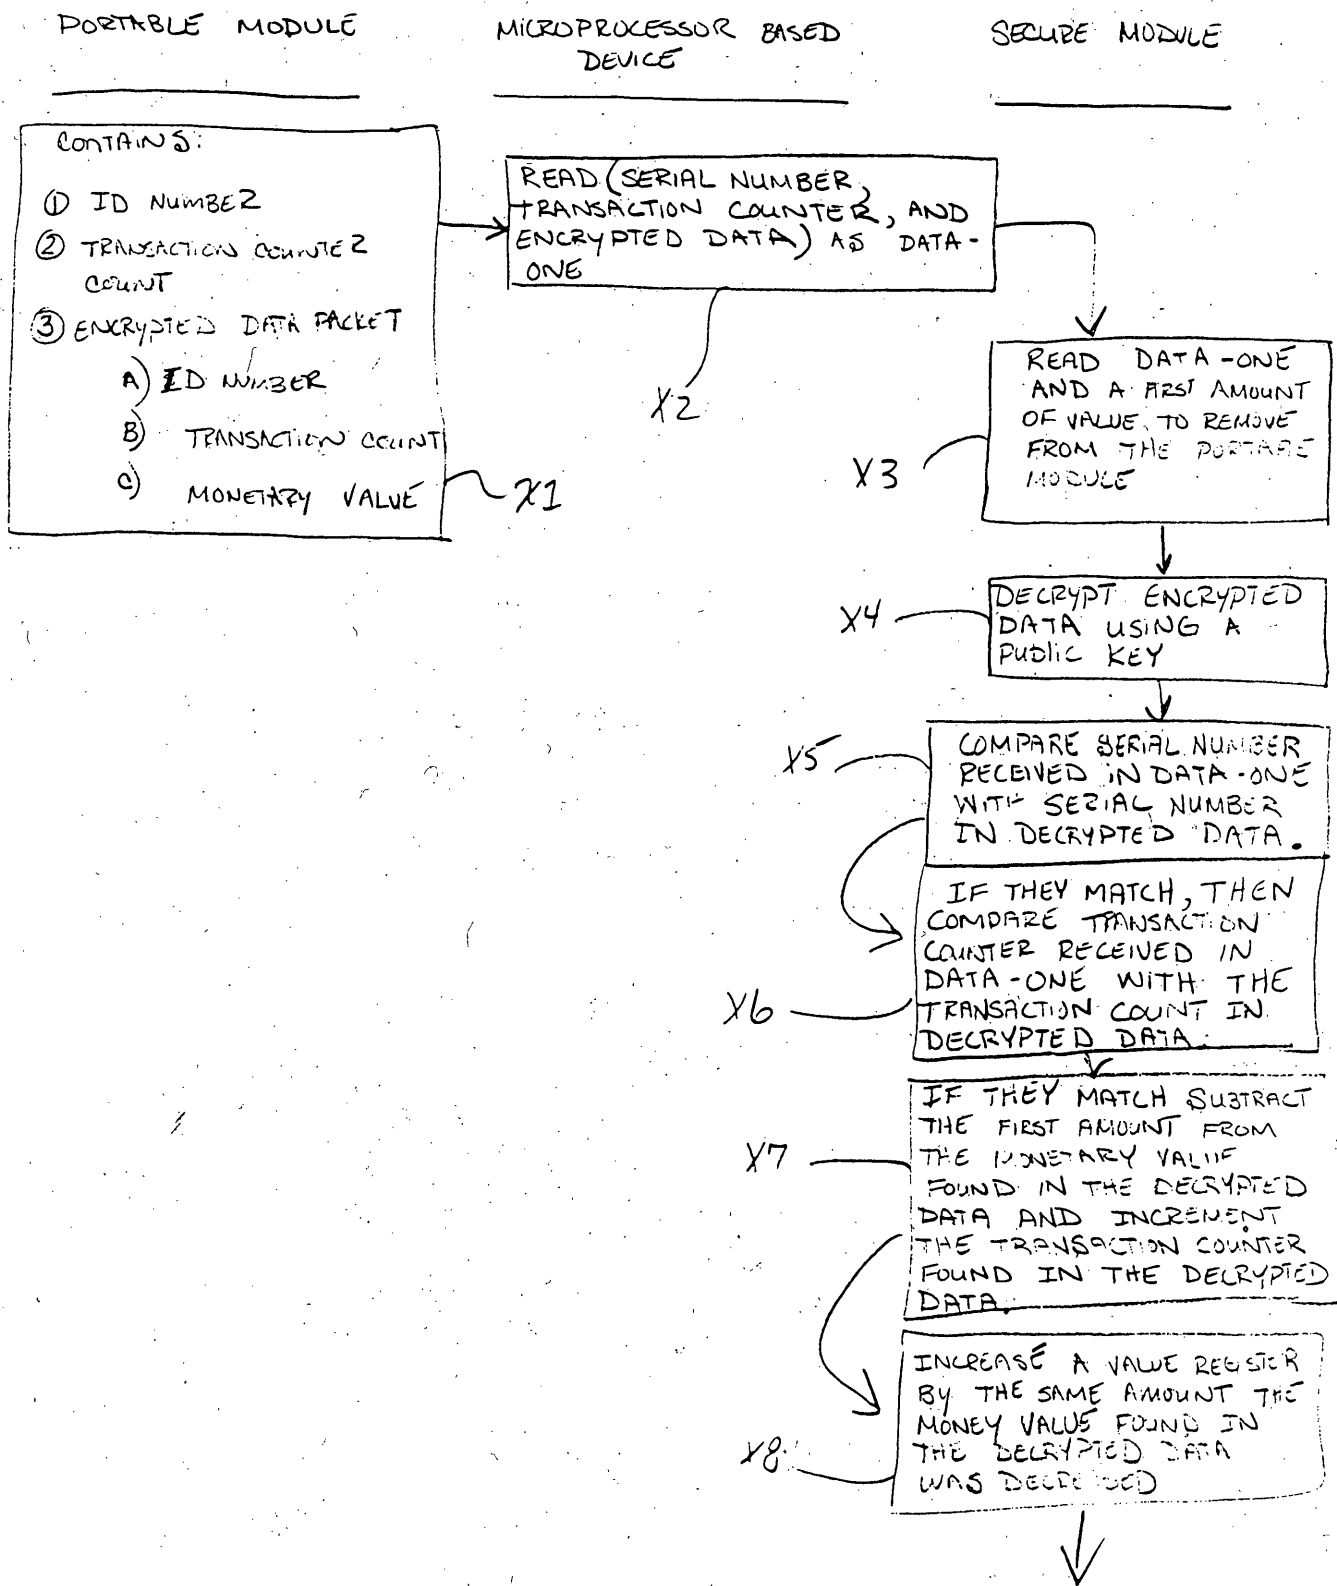 PORTABLE MODULE
MICROPROCESSOR BASED
DEVICE
SECURE MODULE
CONTAINS:
① ID NUMBER
② TRANSACTION COUNTER
COUNT
③ ENCRYPTED DATA PACKET
A) ID NUMBER
B) TRANSACTION COUNT
C) MONETARY VALUE
X1
READ (SERIAL NUMBER,
TRANSACTION COUNTER, AND
ENCRYPTED DATA) AS DATA-
ONE
X2
READ DATA-ONE
AND A FIRST AMOUNT
OF VALUE TO REMOVE
FROM THE PORTABLE
MODULE
X3
DECRYPT ENCRYPTED
DATA USING A
PUBLIC KEY
X4
COMPARE SERIAL NUMBER
RECEIVED IN DATA-ONE
WITH SERIAL NUMBER
IN DECRYPTED DATA.
X5
IF THEY MATCH, THEN
COMPARE TRANSACTION
COUNTER RECEIVED IN
DATA-ONE WITH THE
TRANSACTION COUNT IN
DECRYPTED DATA.
X6
IF THEY MATCH SUBTRACT
THE FIRST AMOUNT FROM
THE MONETARY VALUE
FOUND IN THE DECRYPTED
DATA AND INCREMENT
THE TRANSACTION COUNTER
FOUND IN THE DECRYPTED
DATA.
X7
INCREASE A VALUE REGISTER
BY THE SAME AMOUNT THE
MONEY VALUE FOUND IN
THE DECRYPTED DATA
WAS
X8